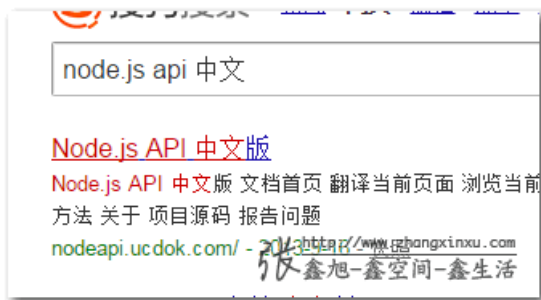 node.js api 中文
Node.js API 中文版
Node.js API 中文版 文档首页 翻译当前页面 浏览当前
方法 关于 项目源码 报告问题
nodeapi.ucdok.com/ -
http://www.zhangxinxu.com
张鑫旭-鑫空间-鑫生活